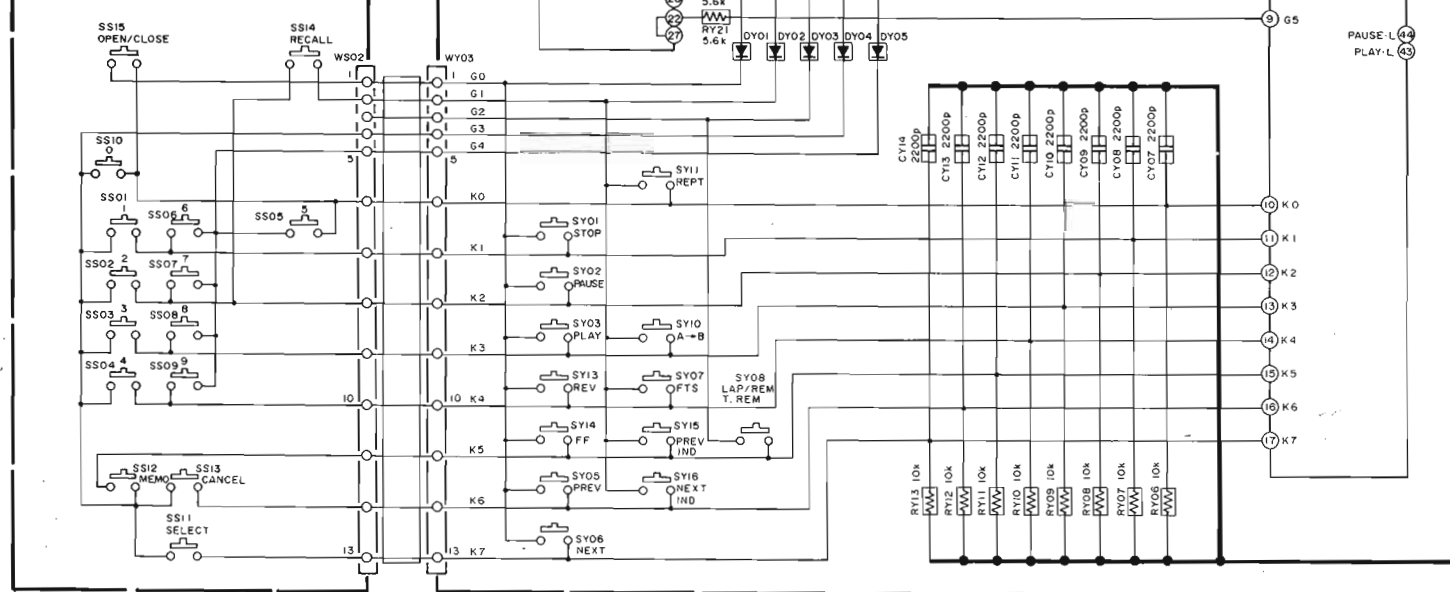 22
27
5.6k
RY21
5.6k
DY01 DY02 DY03 DY04 DY05
9 G5
PAUSE·L 44
PLAY·L 43
SS15
OPEN/CLOSE
SS14
RECALL
WS02 WY03
1 1 G0
G1
G2
G3
5 5 G4
SS10
0
SY11
REPT
K0
10 K0
SS01
1
SS06 6
SS05 5
SY01
STOP
K1
11 K1
SS02 2
SS07 7
SY02
PAUSE
K2
12 K2
SS03 3
SS08 8
SY03
PLAY
SY10
A→B
K3
13 K3
SS04 4
SS09 9
SY13
REV
SY07
FTS
SY08
LAP/REM
T. REM
10 10 K4
14 K4
SY14
FF
SY15
PREV
IND
K5
15 K5
SS12
MEMO
SS13
CANCEL
SY05
PREV
SY16
NEXT
IND
K6
16 K6
SS11
SELECT
SY06
NEXT
13 13 K7
17 K7
CY14 2200p
CY13 2200p
CY12 2200p
CY11 2200p
CY10 2200p
CY09 2200p
CY08 2200p
CY07 2200p
RY13 10k
RY12 10k
RY11 10k
RY10 10k
RY09 10k
RY08 10k
RY07 10k
RY06 10k